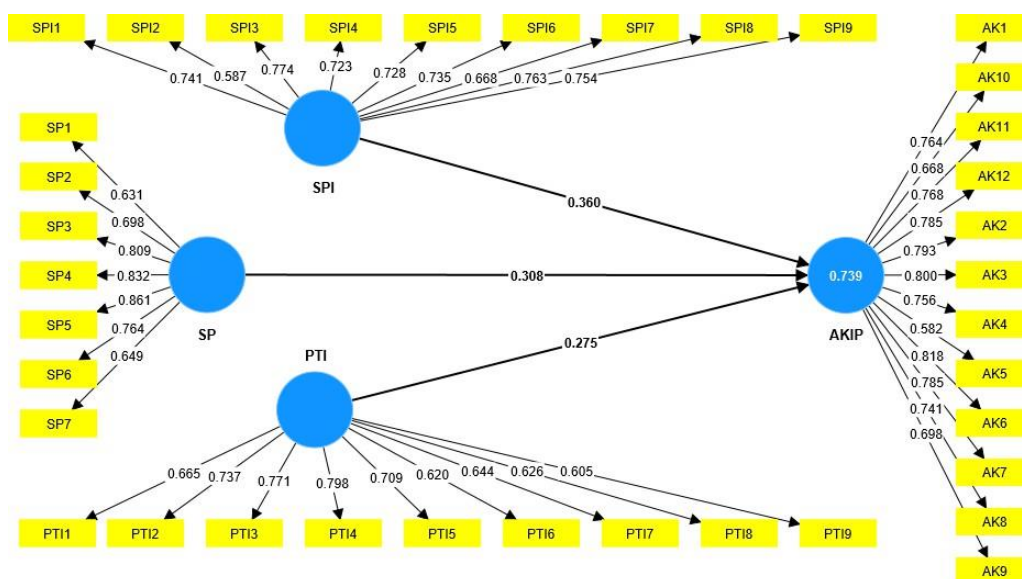 SPI1 SPI2 SPI3 SPI4 SPI5 SPI6 SPI7 SPI8 SPI9
0.741 0.587 0.774 0.723 0.728 0.735 0.668 0.763 0.754
SPI
SP1
SP2
SP3
SP4
SP5
SP6
SP7
0.631
0.698
0.809
0.832
0.861
0.764
0.649
SP
0.360
0.308
0.275
0.739
AKIP
PTI
0.665 0.737 0.771 0.798 0.709 0.620 0.644 0.626 0.605
PTI1 PTI2 PTI3 PTI4 PTI5 PTI6 PTI7 PTI8 PTI9
0.764
0.668
0.768
0.785
0.793
0.800
0.756
0.582
0.818
0.785
0.741
0.698
AK1
AK10
AK11
AK12
AK2
AK3
AK4
AK5
AK6
AK7
AK8
AK9